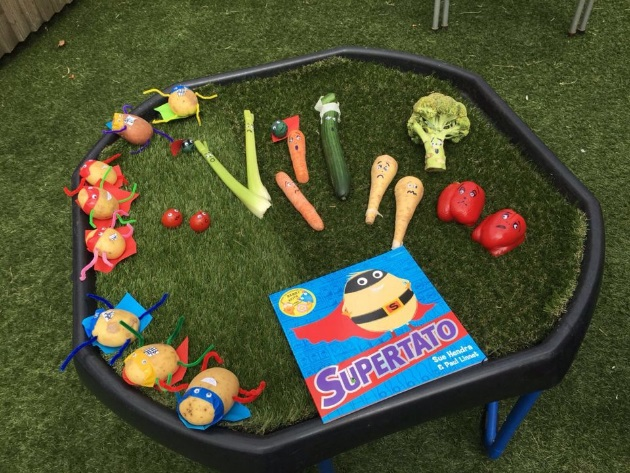 SUPERTATO
Sue Hendra
& Paul Linnet
S